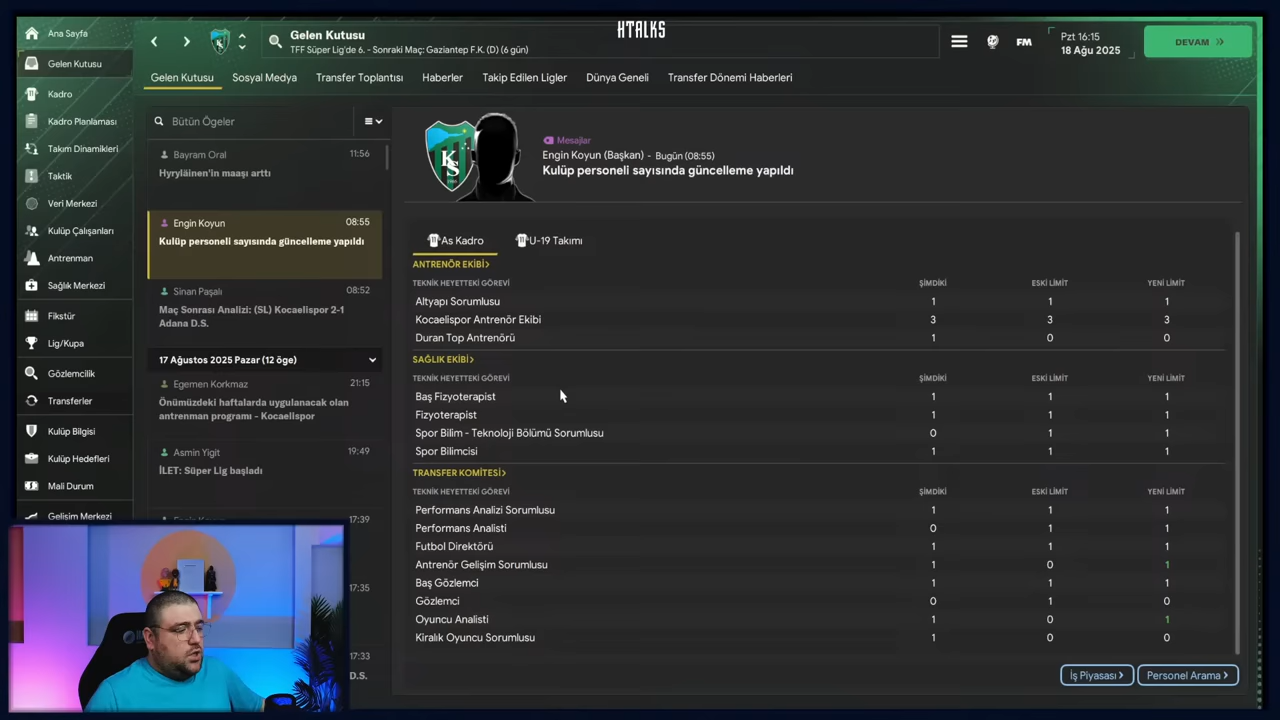 HTALKS
Ana Sayfa
Gelen Kutusu
Kadro
Kadro Planlaması
Takım Dinamikleri
Taktik
Veri Merkezi
Kulüp Çalışanları
Antrenman
Sağlık Merkezi
Fikstür
Lig/Kupa
Gözlemcilik
Transferler
Kulüp Bilgisi
Kulüp Hedefleri
Mali Durum
Gelişim Merkezi
Gelen Kutusu
TFF Süper Lig'de 6. - Sonraki Maç: Gaziantep F.K. (D) (6 gün)
FM
Pzt 16:15
18 Ağu 2025
DEVAM
Gelen Kutusu Sosyal Medya Transfer Toplantısı Haberler Takip Edilen Ligler Dünya Geneli Transfer Dönemi Haberleri
Bütün Ögeler
Bayram Oral 11:56
Hyryläinen'in maaşı arttı
Engin Koyun 08:55
Kulüp personeli sayısında güncelleme yapıldı
Sinan Paşalı 08:52
Maç Sonrası Analizi: (SL) Kocaelispor 2-1
Adana D.S.
17 Ağustos 2025 Pazar (12 öge)
Egemen Korkmaz 21:15
Önümüzdeki haftalarda uygulanacak olan
antrenman programı - Kocaelispor
Asmin Yigit 19:49
İLET: Süper Lig başladı
17:39
17:35
17:33
D.S.
Mesajlar
Engin Koyun (Başkan) - Bugün (08:55)
Kulüp personeli sayısında güncelleme yapıldı
As Kadro U-19 Takımı
ANTRENÖR EKİBİ>
TEKNİK HEYETTEKİ GÖREVİ ŞİMDİKİ ESKİ LİMİT YENİ LİMİT
Altyapı Sorumlusu 1 1 1
Kocaelispor Antrenör Ekibi 3 3 3
Duran Top Antrenörü 1 0 0
SAĞLIK EKİBİ>
TEKNİK HEYETTEKİ GÖREVİ ŞİMDİKİ ESKİ LİMİT YENİ LİMİT
Baş Fizyoterapist 1 1 1
Fizyoterapist 1 1 1
Spor Bilim - Teknoloji Bölümü Sorumlusu 0 1 1
Spor Bilimcisi 1 1 1
TRANSFER KOMİTESİ>
TEKNİK HEYETTEKİ GÖREVİ ŞİMDİKİ ESKİ LİMİT YENİ LİMİT
Performans Analizi Sorumlusu 1 1 1
Performans Analisti 0 1 1
Futbol Direktörü 1 1 1
Antrenör Gelişim Sorumlusu 1 0 1
Baş Gözlemci 1 1 1
Gözlemci 0 1 0
Oyuncu Analisti 1 0 1
Kiralık Oyuncu Sorumlusu 1 0 0
İş Piyasası > Personel Arama >